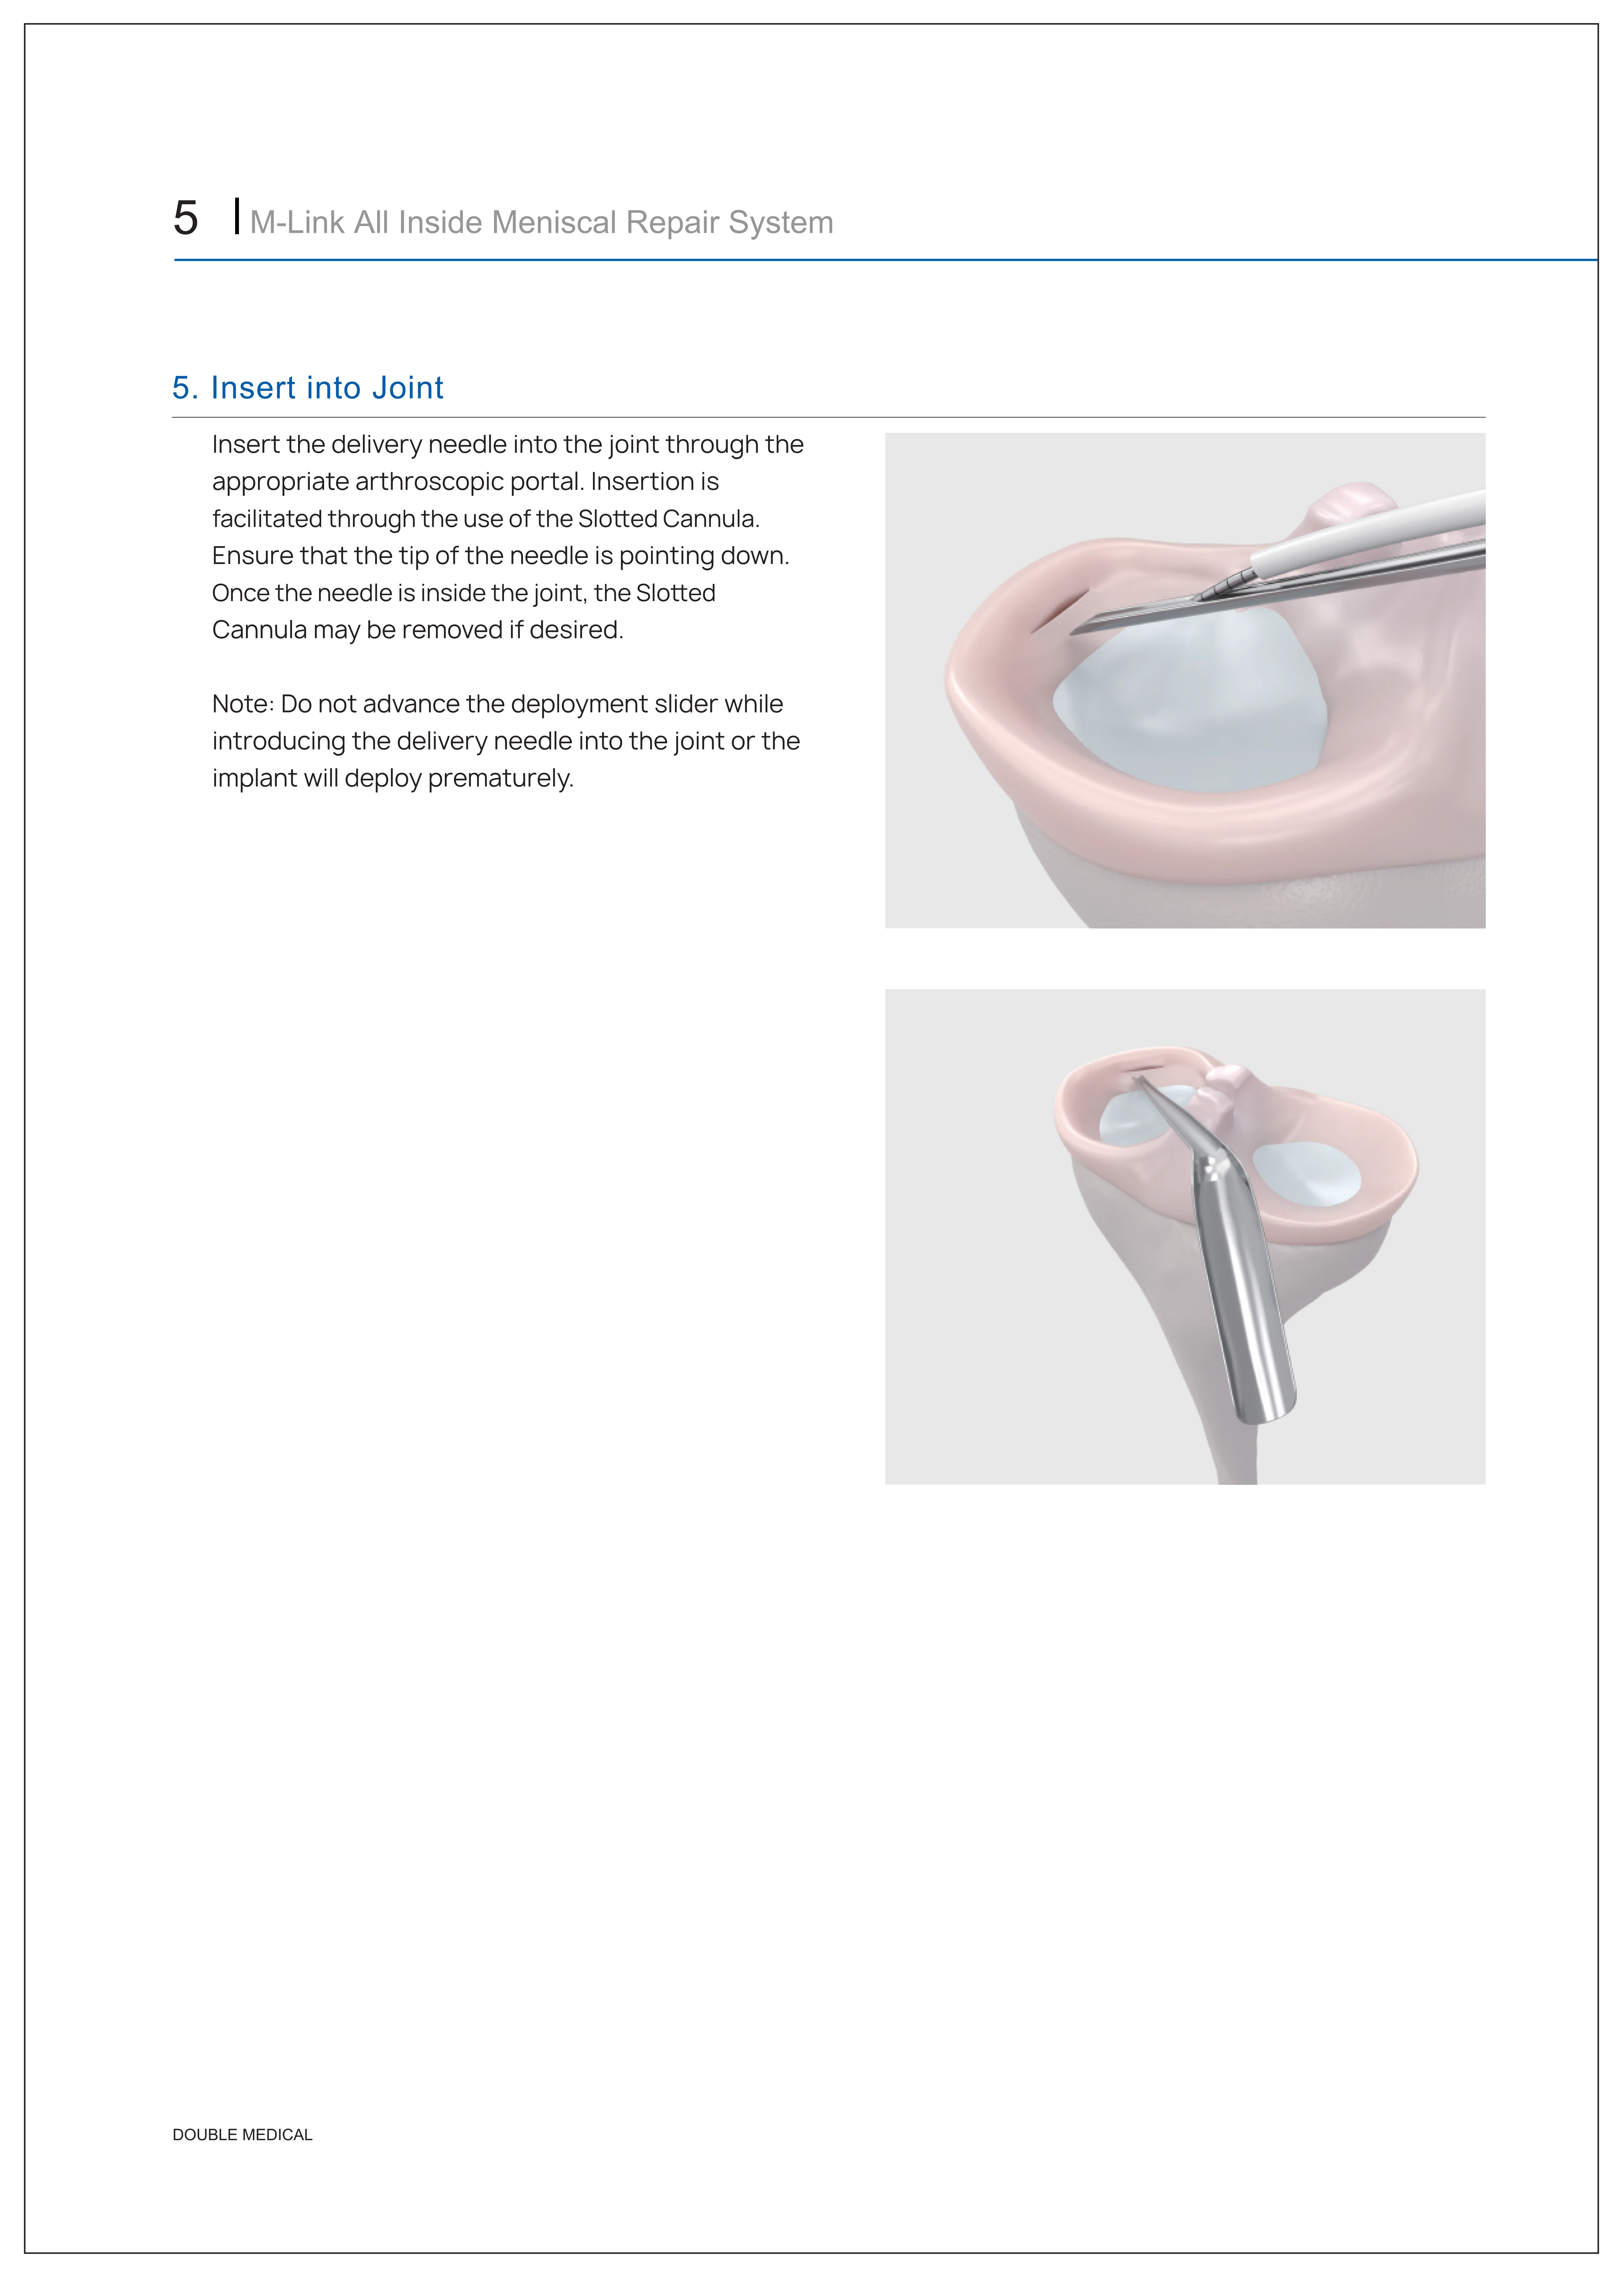 5 | M-Link All Inside Meniscal Repair System
5. Insert into Joint
Insert the delivery needle into the joint through the
appropriate arthroscopic portal. Insertion is
facilitated through the use of the Slotted Cannula.
Ensure that the tip of the needle is pointing down.
Once the needle is inside the joint, the Slotted
Cannula may be removed if desired.
Note: Do not advance the deployment slider while
introducing the delivery needle into the joint or the
implant will deploy prematurely.
DOUBLE MEDICAL